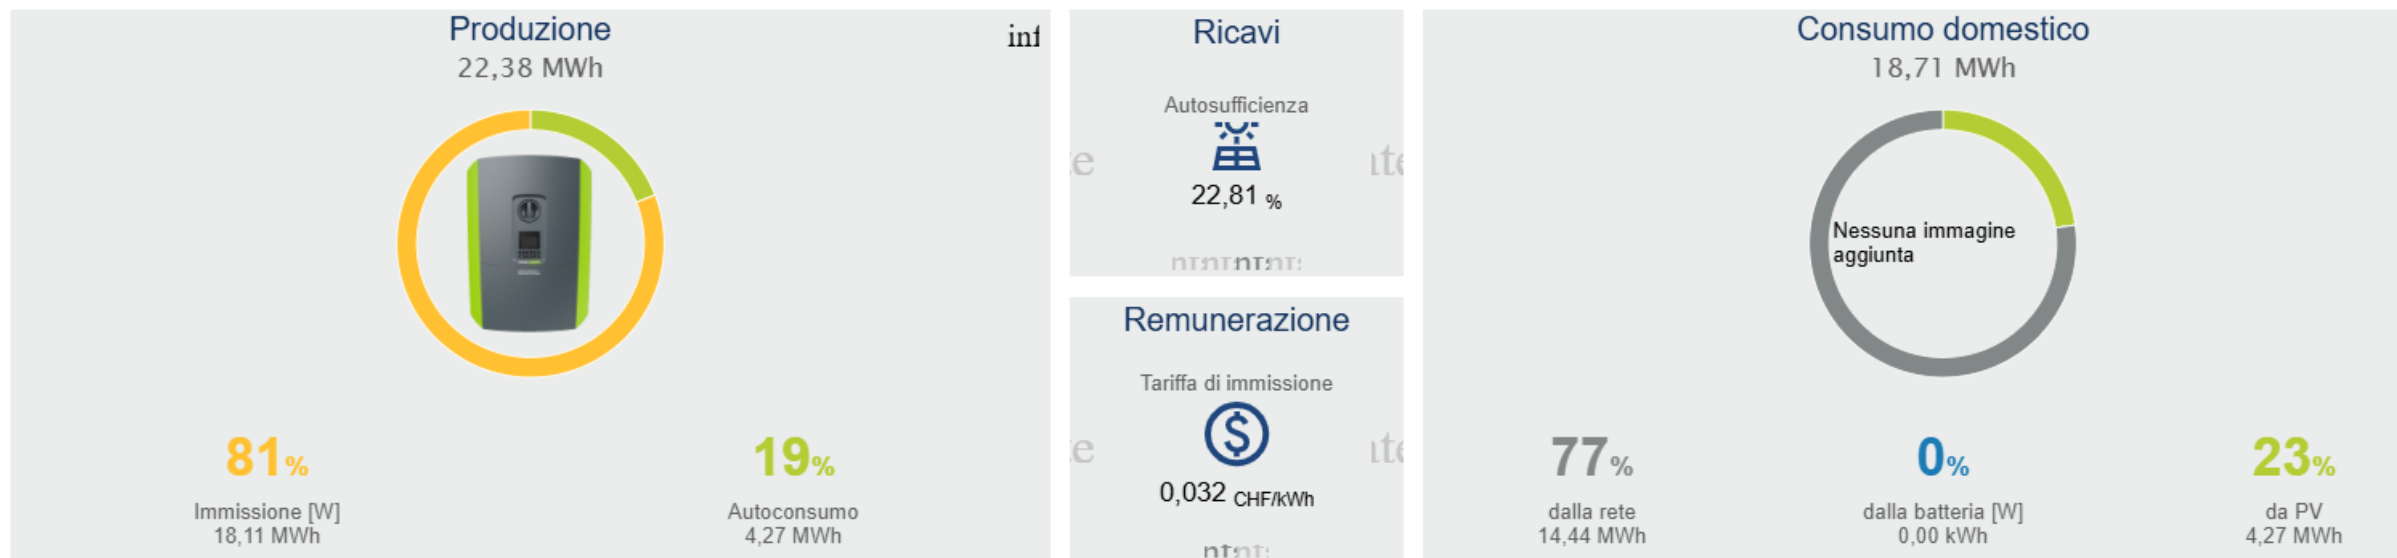 Produzione
22,38 MWh
81%
Immissione [W]
18,11 MWh
19%
Autoconsumo
4,27 MWh
Ricavi
Autosufficienza
22,81 %
Remunerazione
Tariffa di immissione
0,032 CHF/kWh
Consumo domestico
18,71 MWh
Nessuna immagine
aggiunta
77%
dalla rete
14,44 MWh
0%
dalla batteria [W]
0,00 kWh
23%
da PV
4,27 MWh